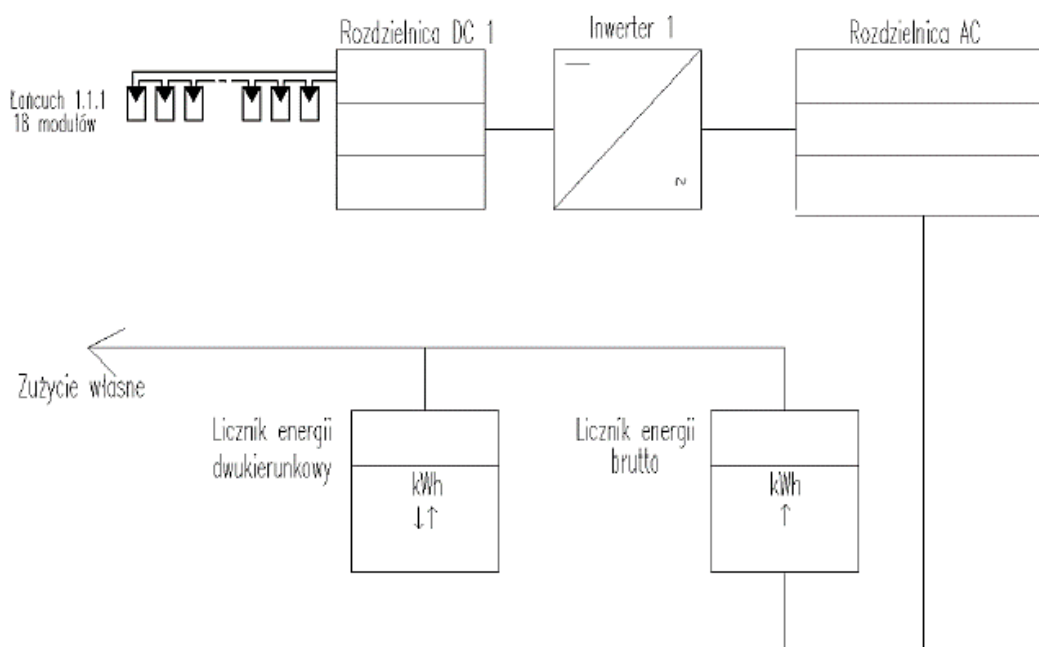 Rozdzielnica DC 1
Inwerter 1
Rozdzielnica AC
Łańcuch 1.1.1
18 modułów
~
Zużycie własne
Licznik energii
dwukierunkowy
kWh
↓↑
Licznik energii
brutto
kWh
↑